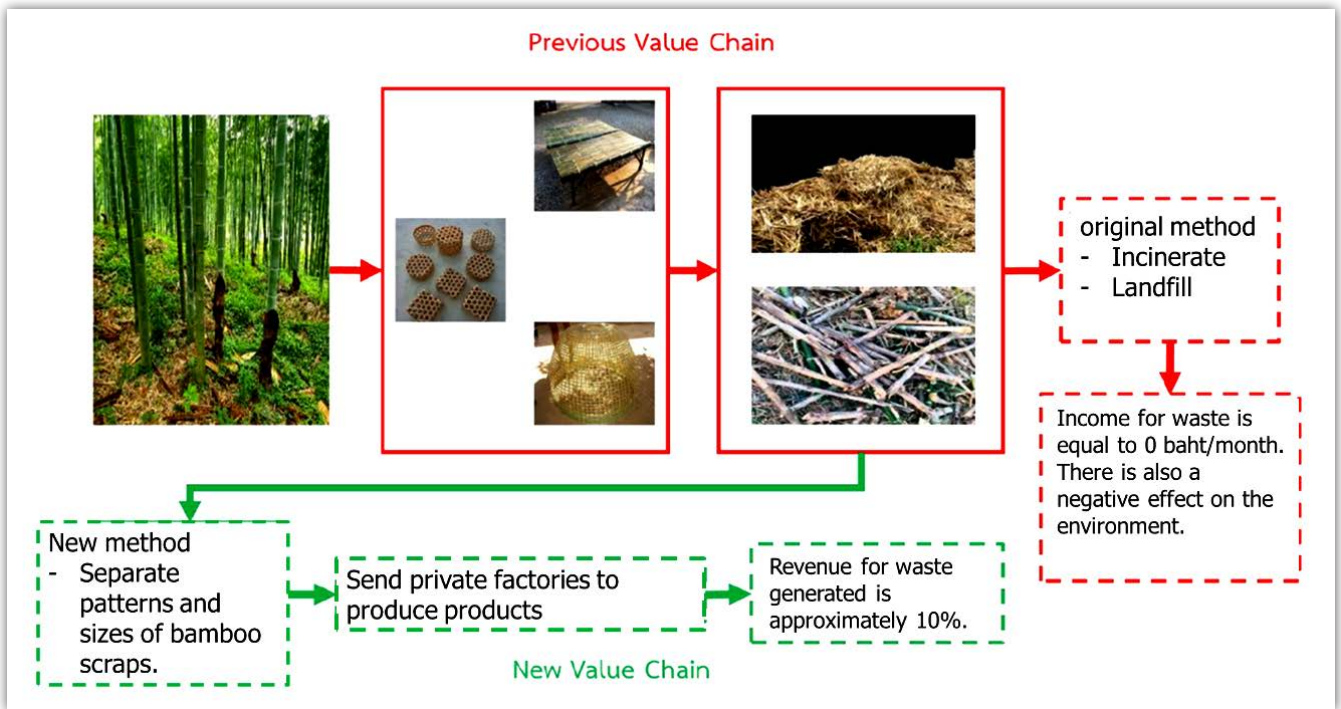 Previous Value Chain
original method
- Incinerate
- Landfill
Income for waste is
equal to 0 baht/month.
There is also a
negative effect on the
environment.
New method
- Separate
patterns and
sizes of bamboo
scraps.
Send private factories to
produce products
Revenue for waste
generated is
approximately 10%.
New Value Chain